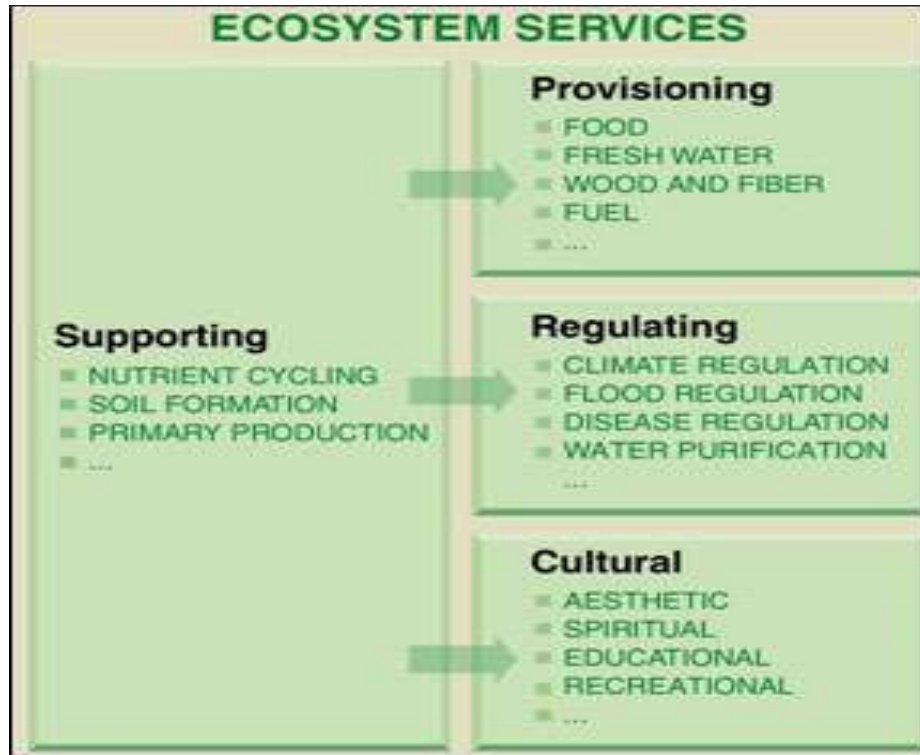 ECOSYSTEM SERVICES
Supporting
NUTRIENT CYCLING
SOIL FORMATION
PRIMARY PRODUCTION
...
Provisioning
FOOD
FRESH WATER
WOOD AND FIBER
FUEL
...
Regulating
CLIMATE REGULATION
FLOOD REGULATION
DISEASE REGULATION
WATER PURIFICATION
...
Cultural
AESTHETIC
SPIRITUAL
EDUCATIONAL
RECREATIONAL
...